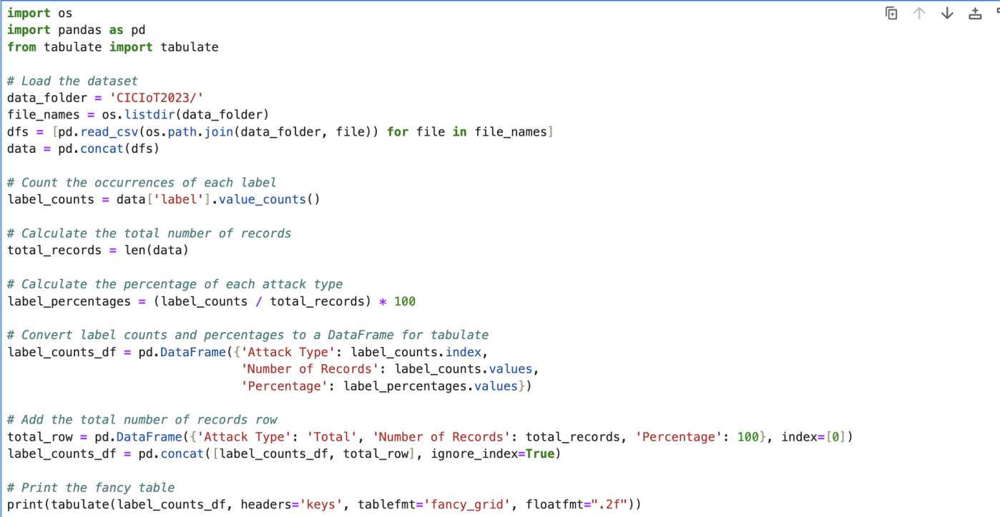 import os
import pandas as pd
from tabulate import tabulate

# Load the dataset
data_folder = 'CICIoT2023/'
file_names = os.listdir(data_folder)
dfs = [pd.read_csv(os.path.join(data_folder, file)) for file in file_names]
data = pd.concat(dfs)

# Count the occurrences of each label
label_counts = data['label'].value_counts()

# Calculate the total number of records
total_records = len(data)

# Calculate the percentage of each attack type
label_percentages = (label_counts / total_records) * 100

# Convert label counts and percentages to a DataFrame for tabulate
label_counts_df = pd.DataFrame({'Attack Type': label_counts.index,
                                'Number of Records': label_counts.values,
                                'Percentage': label_percentages.values})

# Add the total number of records row
total_row = pd.DataFrame({'Attack Type': 'Total', 'Number of Records': total_records, 'Percentage': 100}, index=[0])
label_counts_df = pd.concat([label_counts_df, total_row], ignore_index=True)

# Print the fancy table
print(tabulate(label_counts_df, headers='keys', tablefmt='fancy_grid', floatfmt=".2f"))